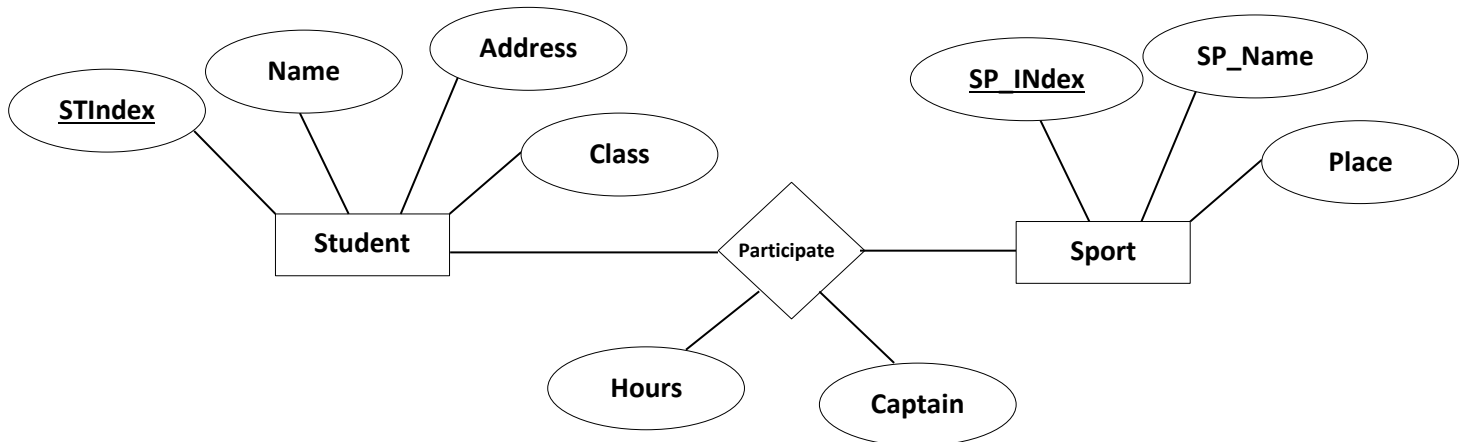 Address
SP_Name
Name
SP_INdex
STIndex
Class
Place
Student
Participate
Sport
Hours
Captain